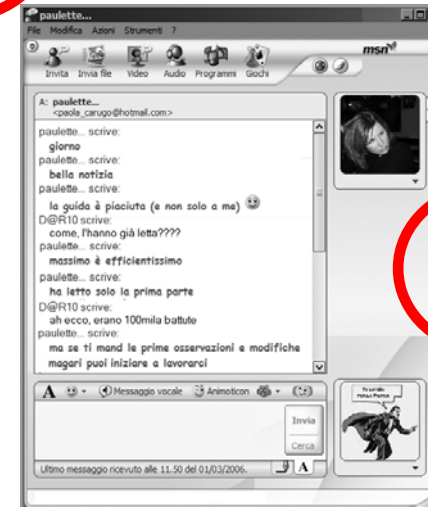 paulette...
File Modifica Azioni Strumenti ?
msn
Invita Invia file Video Audio Programmi Giochi
A: paulette...
<paola_carugo@hotmail.com>
paulette... scrive:
giorno
paulette... scrive:
bella notizia
paulette... scrive:
la guida è piaciuta (e non solo a me)
D@R10 scrive:
come, l'hanno già letta????
paulette... scrive:
massimo è efficientissimo
paulette... scrive:
ha letto solo la prima parte
D@R10 scrive:
ah ecco, erano 100mila battute
paulette... scrive:
ma se ti mand le prime osservazioni e modifiche
magari puoi iniziare a lavorarci
A Messaggio vocale Animoticon
Invia
Cerca
Ultimo messaggio ricevuto alle 11.50 del 01/03/2006.
A